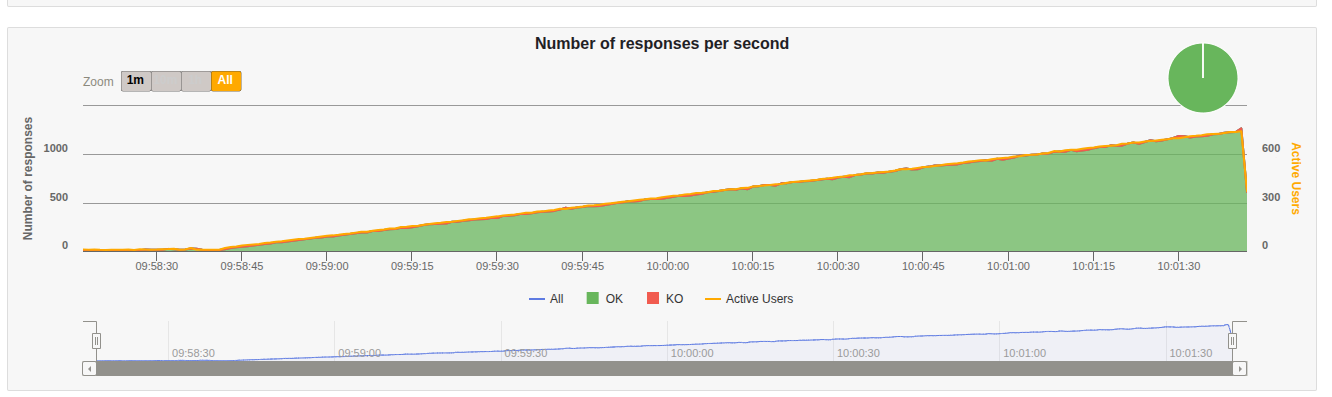 Number of responses per second
Zoom 1m All
Number of responses
1000
500
0
600
300
0
Active Users
09:58:30 09:58:45 09:59:00 09:59:15 09:59:30 09:59:45 10:00:00 10:00:15 10:00:30 10:00:45 10:01:00 10:01:15 10:01:30
All OK KO Active Users
09:58:30 09:59:00 09:59:30 10:00:00 10:00:30 10:01:00 10:01:30